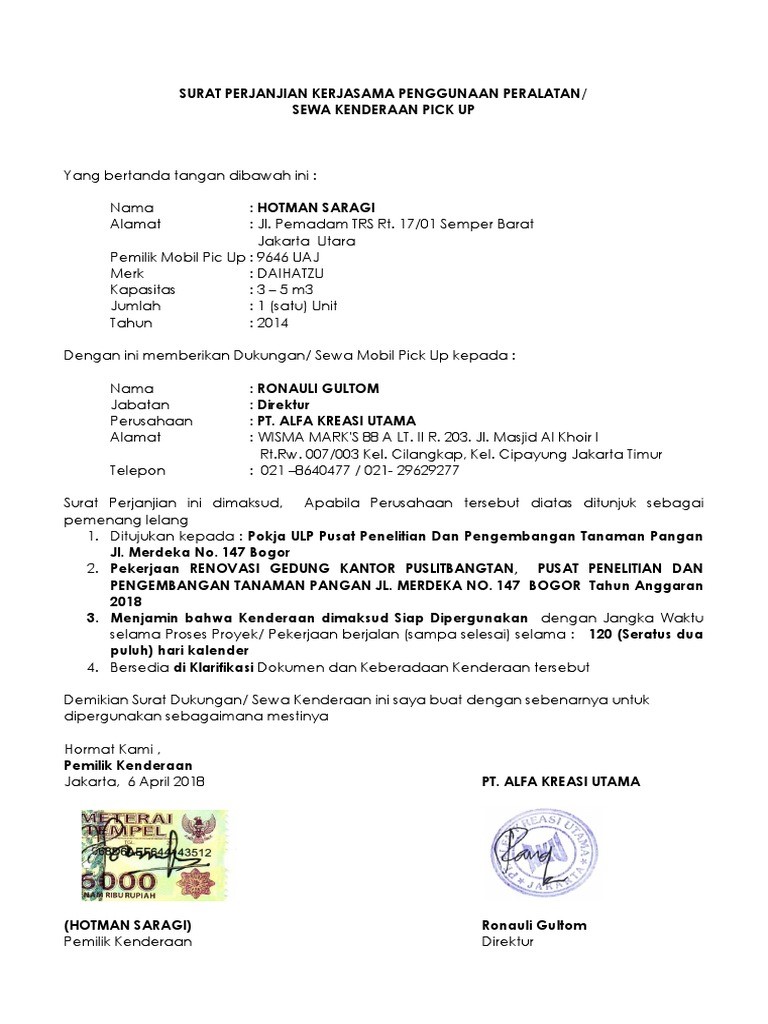 SURAT PERJANJIAN KERJASAMA PENGGUNAAN PERALATAN/
SEWA KENDERAAN PICK UP
Yang bertanda tangan dibawah ini :
Nama : HOTMAN SARAGI
Alamat : Jl. Pemadam TRS Rt. 17/01 Semper Barat
Jakarta Utara
Pemilik Mobil Pic Up : 9646 UAJ
Merk : DAIHATZU
Kapasitas : 3 – 5 m3
Jumlah : 1 (satu) Unit
Tahun : 2014
Dengan ini memberikan Dukungan/ Sewa Mobil Pick Up kepada :
Nama : RONAULI GULTOM
Jabatan : Direktur
Perusahaan : PT. ALFA KREASI UTAMA
Alamat : WISMA MARK'S 88 A LT. II R. 203. Jl. Masjid Al Khoir I
Rt.Rw. 007/003 Kel. Cilangkap, Kel. Cipayung Jakarta Timur
Telepon : 021 –8640477 / 021- 29629277
Surat Perjanjian ini dimaksud, Apabila Perusahaan tersebut diatas ditunjuk sebagai
pemenang lelang
1. Ditujukan kepada : Pokja ULP Pusat Penelitian Dan Pengembangan Tanaman Pangan
Jl. Merdeka No. 147 Bogor
2. Pekerjaan RENOVASI GEDUNG KANTOR PUSLITBANGTAN, PUSAT PENELITIAN DAN
PENGEMBANGAN TANAMAN PANGAN JL. MERDEKA NO. 147 BOGOR Tahun Anggaran
2018
3. Menjamin bahwa Kenderaan dimaksud Siap Dipergunakan dengan Jangka Waktu
selama Proses Proyek/ Pekerjaan berjalan (sampa selesai) selama : 120 (Seratus dua
puluh) hari kalender
4. Bersedia di Klarifikasi Dokumen dan Keberadaan Kenderaan tersebut
Demikian Surat Dukungan/ Sewa Kenderaan ini saya buat dengan sebenarnya untuk
dipergunakan sebagaimana mestinya
Hormat Kami ,
Pemilik Kenderaan
Jakarta, 6 April 2018 PT. ALFA KREASI UTAMA
METERAI
TEMPEL
6000
NAM RIBU RUPIAH
PT. ALFA KREASI UTAMA
JAKARTA
(HOTMAN SARAGI) Ronauli Gultom
Pemilik Kenderaan Direktur